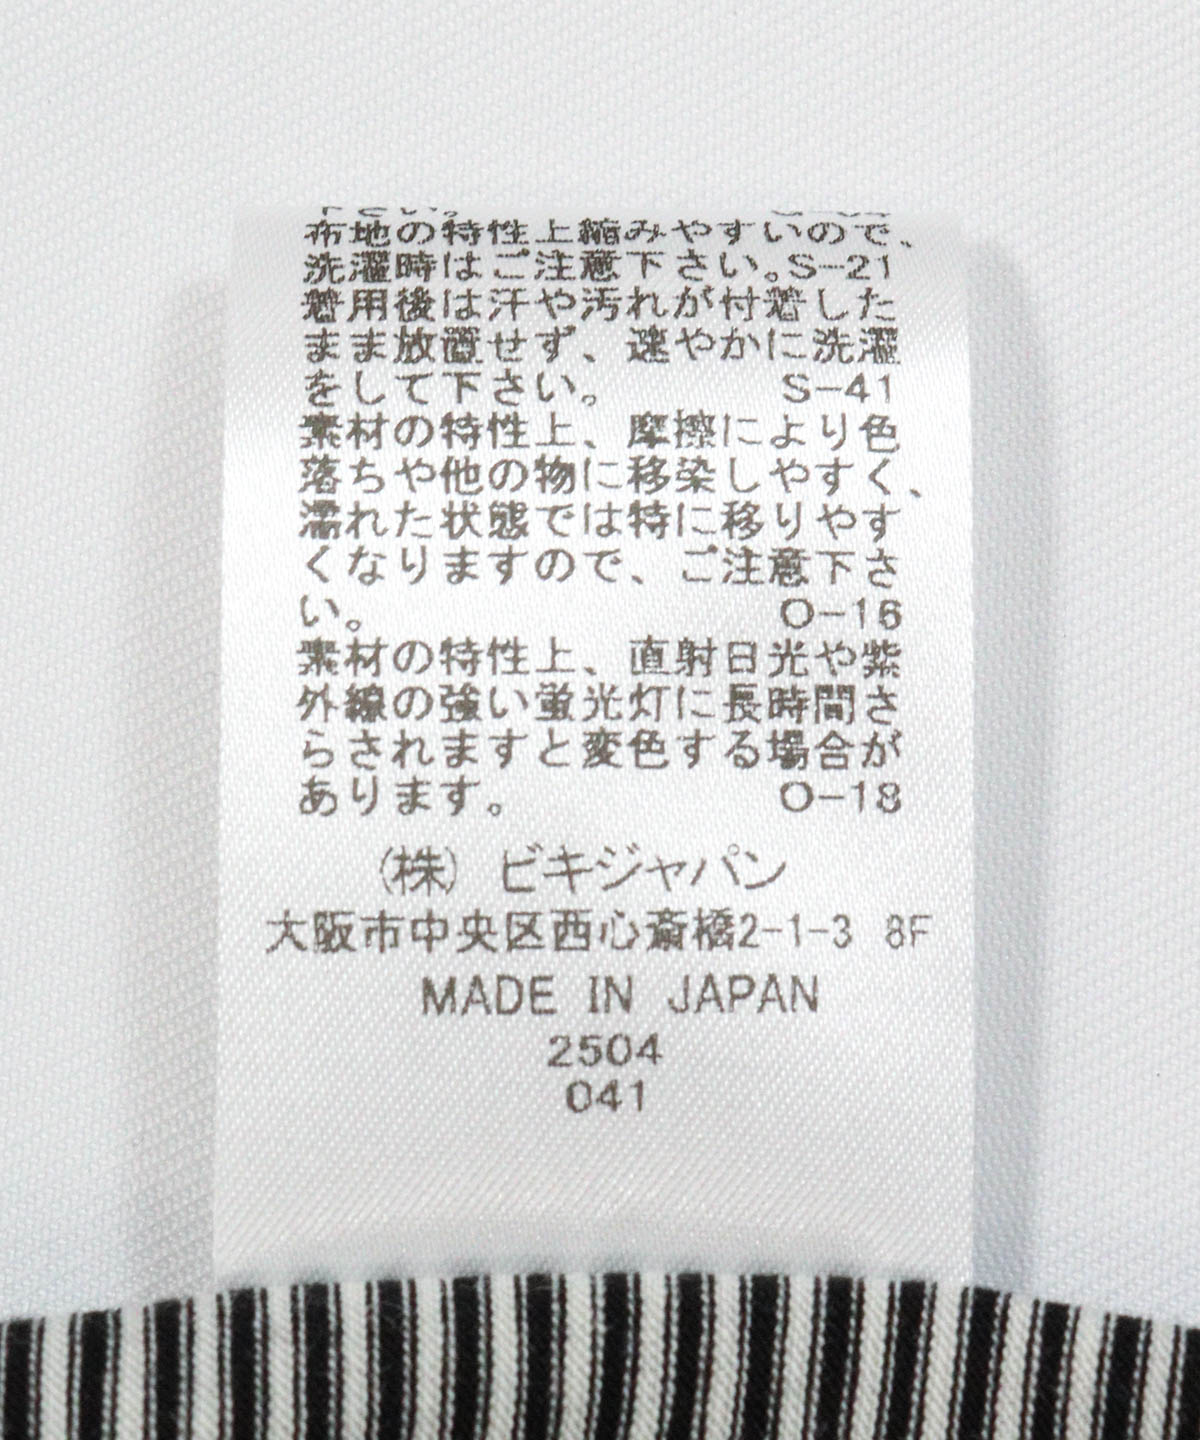 下さい。
布地の特性上縮みやすいので、
洗濯時はご注意下さい。S-21
着用後は汗や汚れが付着した
まま放置せず、速やかに洗濯
をして下さい。 S-41
素材の特性上、摩擦により色
落ちや他の物に移染しやすく、
濡れた状態では特に移りやす
くなりますので、ご注意下さ
い。 O-16
素材の特性上、直射日光や紫
外線の強い蛍光灯に長時間さ
らされますと変色する場合が
あります。 O-18
(株) ビキジャパン
大阪市中央区西心斎橋2-1-3 8F
MADE IN JAPAN
2504
041